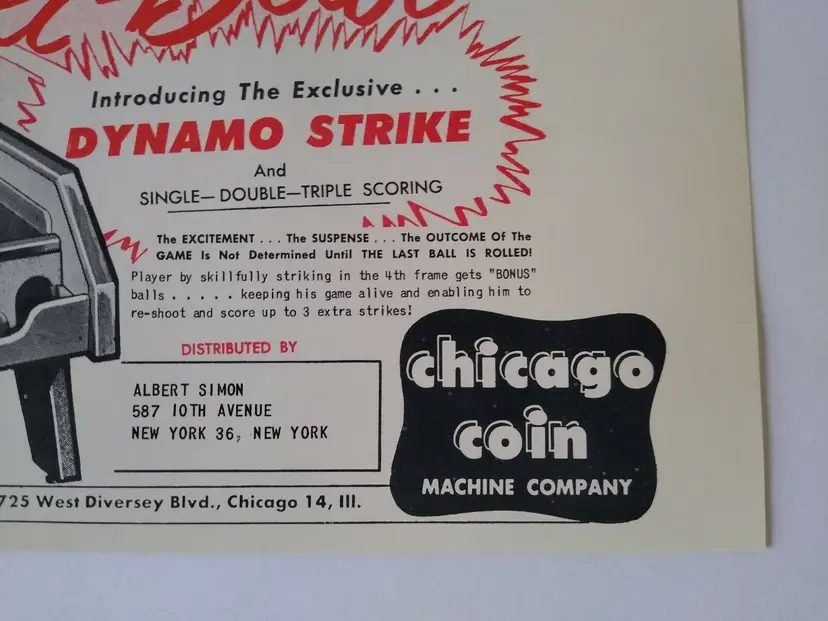 Introducing The Exclusive . . .
DYNAMO STRIKE
And
SINGLE—DOUBLE—TRIPLE SCORING
The EXCITEMENT . . . The SUSPENSE . . . The OUTCOME Of The
GAME Is Not Determined Until THE LAST BALL IS ROLLED!
Player by skillfully striking in the 4th frame gets "BONUS"
balls . . . . . keeping his game alive and enabling him to
re-shoot and score up to 3 extra strikes!
DISTRIBUTED BY
ALBERT SIMON
587 10TH AVENUE
NEW YORK 36, NEW YORK
chicago
coin
MACHINE COMPANY
725 West Diversey Blvd., Chicago 14, Ill.